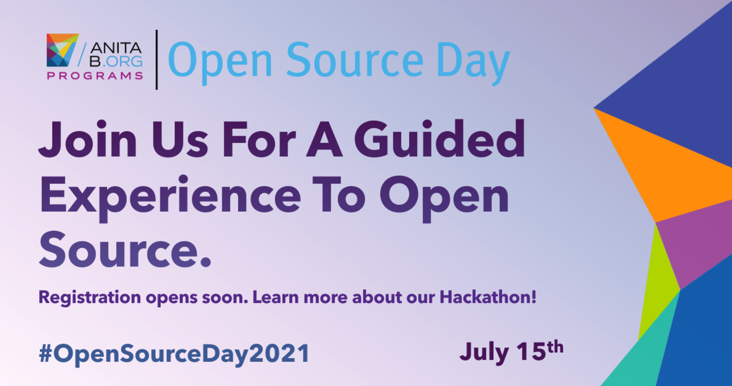 ANITA
B.ORG
PROGRAMS
Open Source Day
Join Us For A Guided
Experience To Open
Source.
Registration opens soon. Learn more about our Hackathon!
#OpenSourceDay2021
July 15th